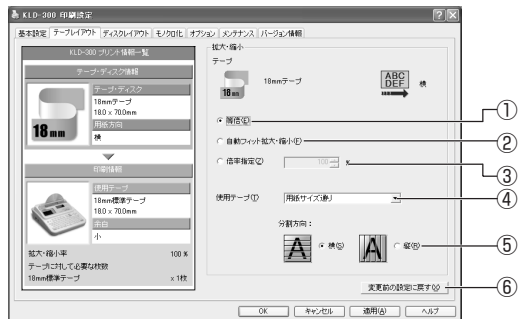 KLD-300 印刷設定
基本設定 テープレイアウト ディスクレイアウト モノクロ化 オプション メンテナンス バージョン情報
KLD-300 プリント情報一覧
テープ・ディスク情報
テープ・ディスク
18mmテープ
18.0 x 70.0mm
用紙方向
横
18mm
印刷情報
使用テープ
18mm標準テープ
18.0 x 70.0mm
余白
小
拡大・縮小率 100 %
テープに対して必要な枚数
18mm標準テープ x 1枚
拡大・縮小
テープ
18mm
18mmテープ
ABC
DEF
横
等倍(E)
自動フィット拡大・縮小(F)
倍率指定(Z) 100 %
使用テープ(T) 用紙サイズ通り
分割方向:
A 横(S) A 縦(R)
変更前の設定に戻す(X)
OK キャンセル 適用(A) ヘルプ
①
②
③
④
⑤
⑥